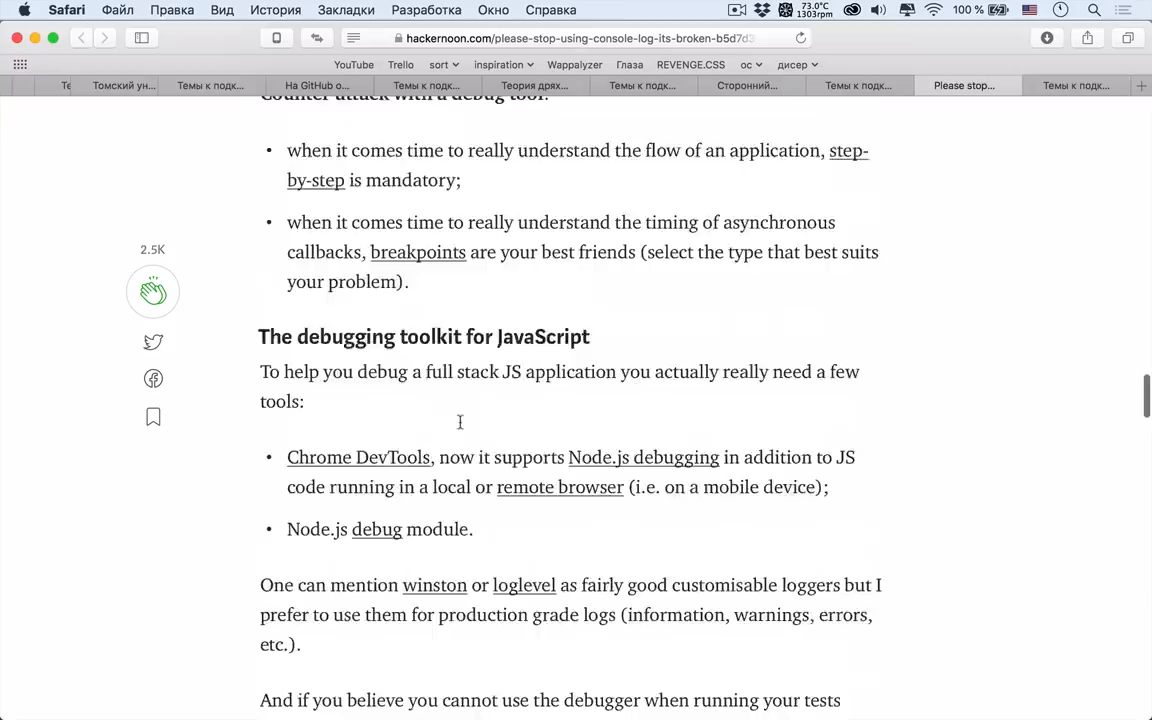 Safari Файл Правка Вид История Закладки Разработка Окно Справка 73.0°C 1303rpm 100 %
hackernoon.com/please-stop-using-console-log-its-broken-b5d7d3
YouTube Trello sort inspiration Wappalyzer Глаза REVENGE.CSS ос дисер
Те Томский ун... Темы к подк... На GitHub о... Темы к подк... Теория дрях... Темы к подк... Сторонний... Темы к подк... Please stop... Темы к подк...
Counter attack with a debug tool:
• when it comes time to really understand the flow of an application, step-
by-step is mandatory;
• when it comes time to really understand the timing of asynchronous
callbacks, breakpoints are your best friends (select the type that best suits
your problem).
2.5K
The debugging toolkit for JavaScript
To help you debug a full stack JS application you actually really need a few
tools:
• Chrome DevTools, now it supports Node.js debugging in addition to JS
code running in a local or remote browser (i.e. on a mobile device);
• Node.js debug module.
One can mention winston or loglevel as fairly good customisable loggers but I
prefer to use them for production grade logs (information, warnings, errors,
etc.).
And if you believe you cannot use the debugger when running your tests